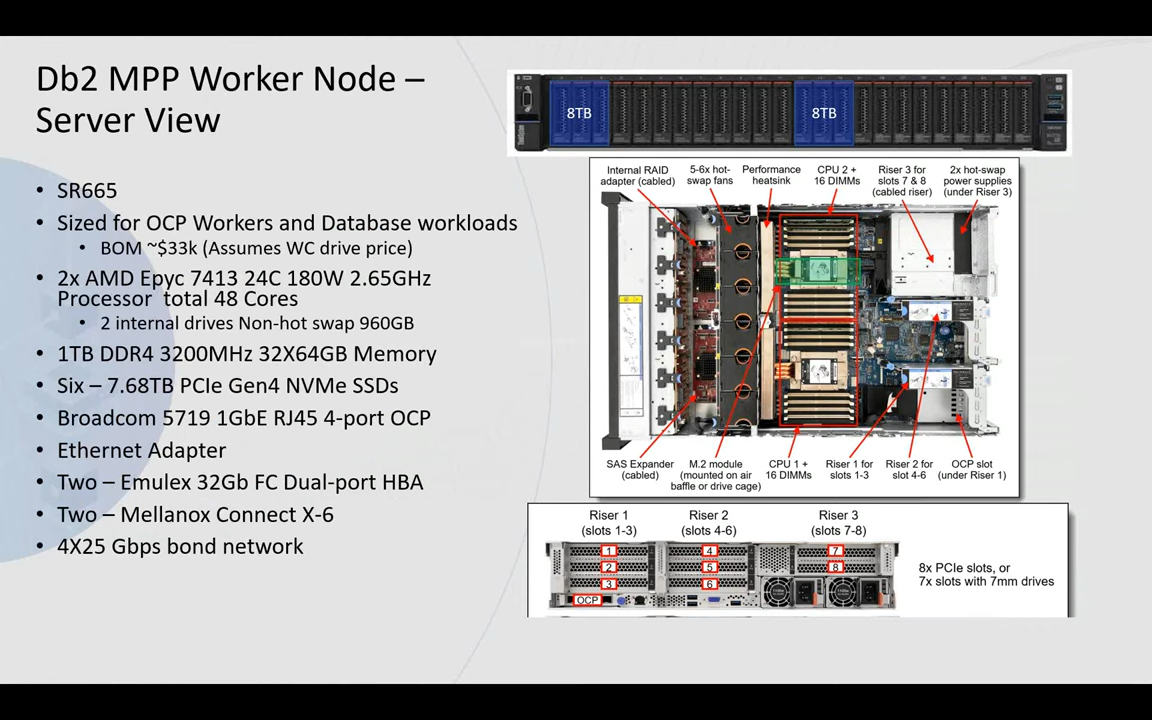 Db2 MPP Worker Node –
Server View
• SR665
• Sized for OCP Workers and Database workloads
• BOM ~$33k (Assumes WC drive price)
• 2x AMD Epyc 7413 24C 180W 2.65GHz
Processor total 48 Cores
• 2 internal drives Non-hot swap 960GB
• 1TB DDR4 3200MHz 32X64GB Memory
• Six – 7.68TB PCIe Gen4 NVMe SSDs
• Broadcom 5719 1GbE RJ45 4-port OCP
• Ethernet Adapter
• Two – Emulex 32Gb FC Dual-port HBA
• Two – Mellanox Connect X-6
• 4X25 Gbps bond network
8TB
8TB
Internal RAID
adapter (cabled)
5-6x hot-
swap fans
Performance
heatsink
CPU 2 +
16 DIMMs
Riser 3 for
slots 7 & 8
(cabled riser)
2x hot-swap
power supplies
(under Riser 3)
SAS Expander
(cabled)
M.2 module
(mounted on air
baffle or drive cage)
CPU 1 +
16 DIMMs
Riser 1 for
slots 1-3
Riser 2 for
slot 4-6
OCP slot
(under Riser 1)
Riser 1
(slots 1-3)
Riser 2
(slots 4-6)
Riser 3
(slots 7-8)
1
2
3
OCP
4
5
6
7
8
8x PCIe slots, or
7x slots with 7mm drives